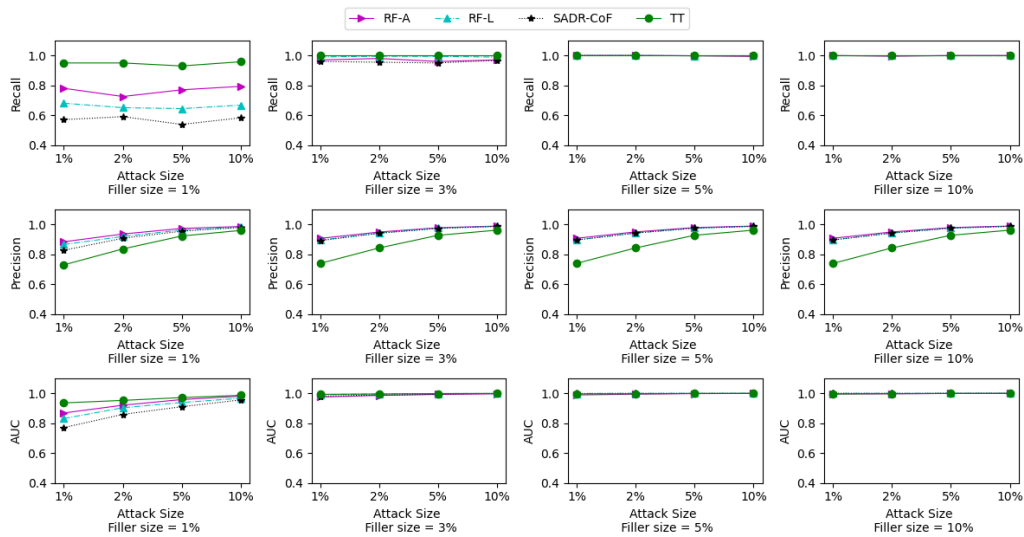 RF-A RF-L SADR-CoF TT
1.0 1.0 1.0 1.0
0.8 0.8 0.8 0.8
0.6 0.6 0.6 0.6
0.4 0.4 0.4 0.4
Recall Recall Recall Recall
1% 2% 5% 10% 1% 2% 5% 10% 1% 2% 5% 10% 1% 2% 5% 10%
Attack Size Attack Size Attack Size Attack Size
Filler size = 1% Filler size = 3% Filler size = 5% Filler size = 10%
1.0 1.0 1.0 1.0
0.8 0.8 0.8 0.8
0.6 0.6 0.6 0.6
0.4 0.4 0.4 0.4
Precision Precision Precision Precision
1% 2% 5% 10% 1% 2% 5% 10% 1% 2% 5% 10% 1% 2% 5% 10%
Attack Size Attack Size Attack Size Attack Size
Filler size = 1% Filler size = 3% Filler size = 5% Filler size = 10%
1.0 1.0 1.0 1.0
0.8 0.8 0.8 0.8
0.6 0.6 0.6 0.6
0.4 0.4 0.4 0.4
AUC AUC AUC AUC
1% 2% 5% 10% 1% 2% 5% 10% 1% 2% 5% 10% 1% 2% 5% 10%
Attack Size Attack Size Attack Size Attack Size
Filler size = 1% Filler size = 3% Filler size = 5% Filler size = 10%